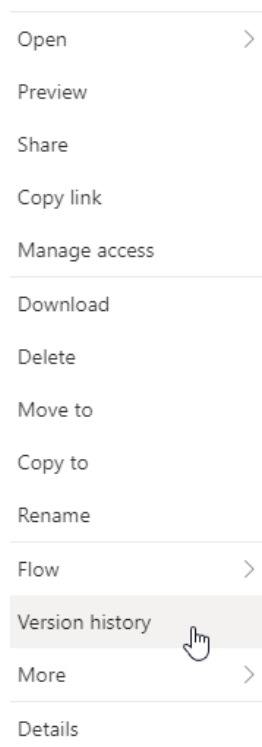 Open
Preview
Share
Copy link
Manage access
Download
Delete
Move to
Copy to
Rename
Flow
Version history
More
Details